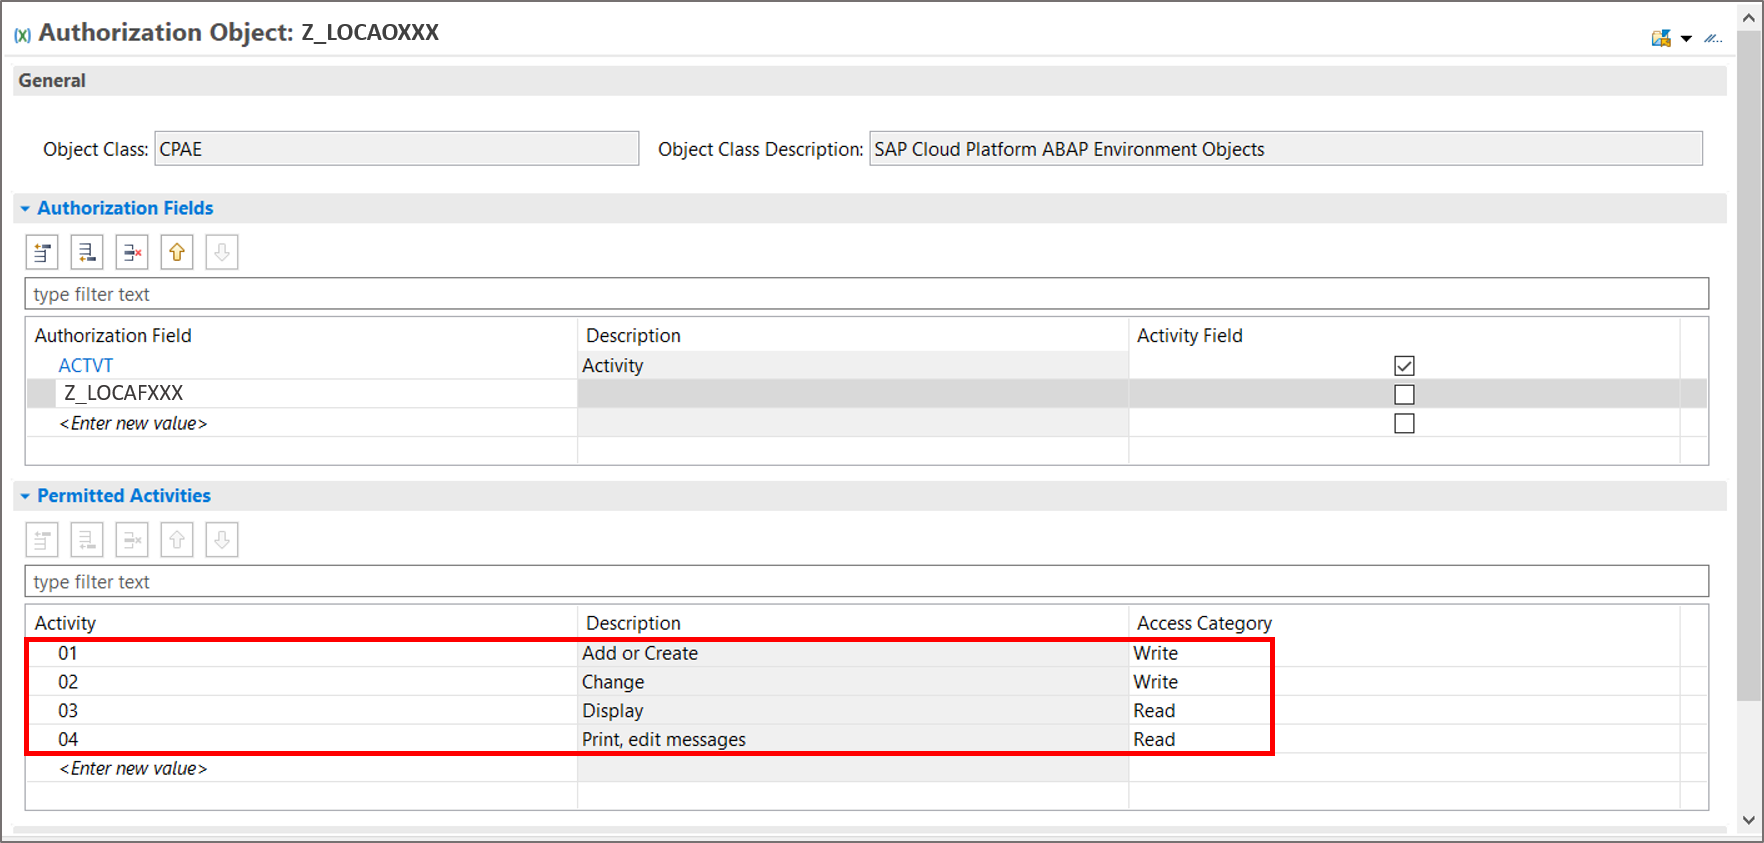 Authorization Object: Z_LOCAOXXX
General
Object Class: CPAE Object Class Description: SAP Cloud Platform ABAP Environment Objects
Authorization Fields
type filter text
Authorization Field Description Activity Field
ACTVT Activity
Z_LOCAFXXX
<Enter new value>
Permitted Activities
type filter text
Activity Description Access Category
01 Add or Create Write
02 Change Write
03 Display Read
04 Print, edit messages Read
<Enter new value>